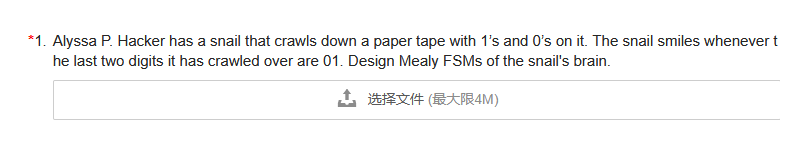 *1. Alyssa P. Hacker has a snail that crawls down a paper tape with 1’s and 0’s on it. The snail smiles whenever t
he last two digits it has crawled over are 01. Design Mealy FSMs of the snail's brain.
选择文件 (最大限4M)